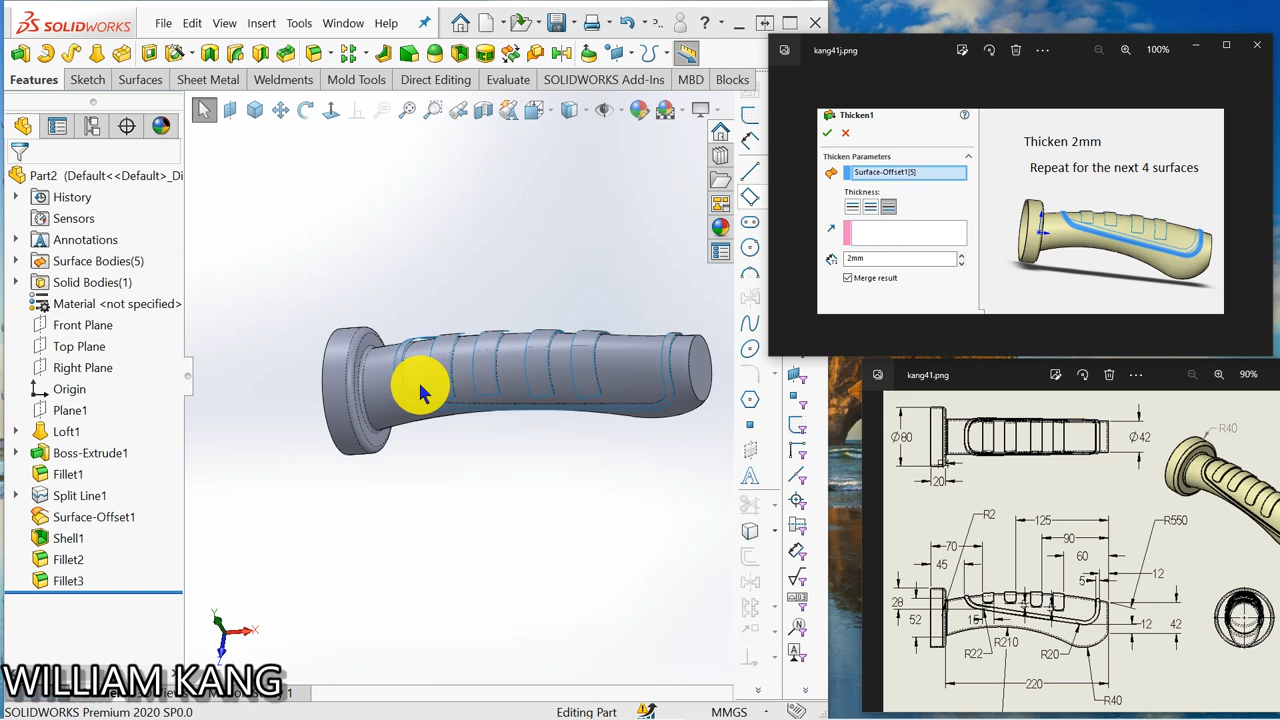 SOLIDWORKS
File
Edit
View
Insert
Tools
Window
Help
Features
Sketch
Surfaces
Sheet Metal
Weldments
Mold Tools
Direct Editing
Evaluate
SOLIDWORKS Add-Ins
MBD
Blocks
Part2 (Default<<Default>_Di
History
Sensors
Annotations
Surface Bodies(5)
Solid Bodies(1)
Material <not specified>
Front Plane
Top Plane
Right Plane
Origin
Plane1
Loft1
Boss-Extrude1
Fillet1
Split Line1
Surface-Offset1
Shell1
Fillet2
Fillet3
Y
X
Z
WILLIAN KANG
1
SOLIDWORKS Premium 2020 SP0.0
Editing Part
MMGS
kang41j.png
100%
Thicken1
Thicken Parameters
Surface-Offset1[5]
Thickness:
2mm
Merge result
Thicken 2mm
Repeat for the next 4 surfaces
kang41.png
90%
Ø80
Ø42
20
R40
R2
125
R550
70
90
45
60
5
12
28
52
15
12
42
R22
R210
R20
220
R40